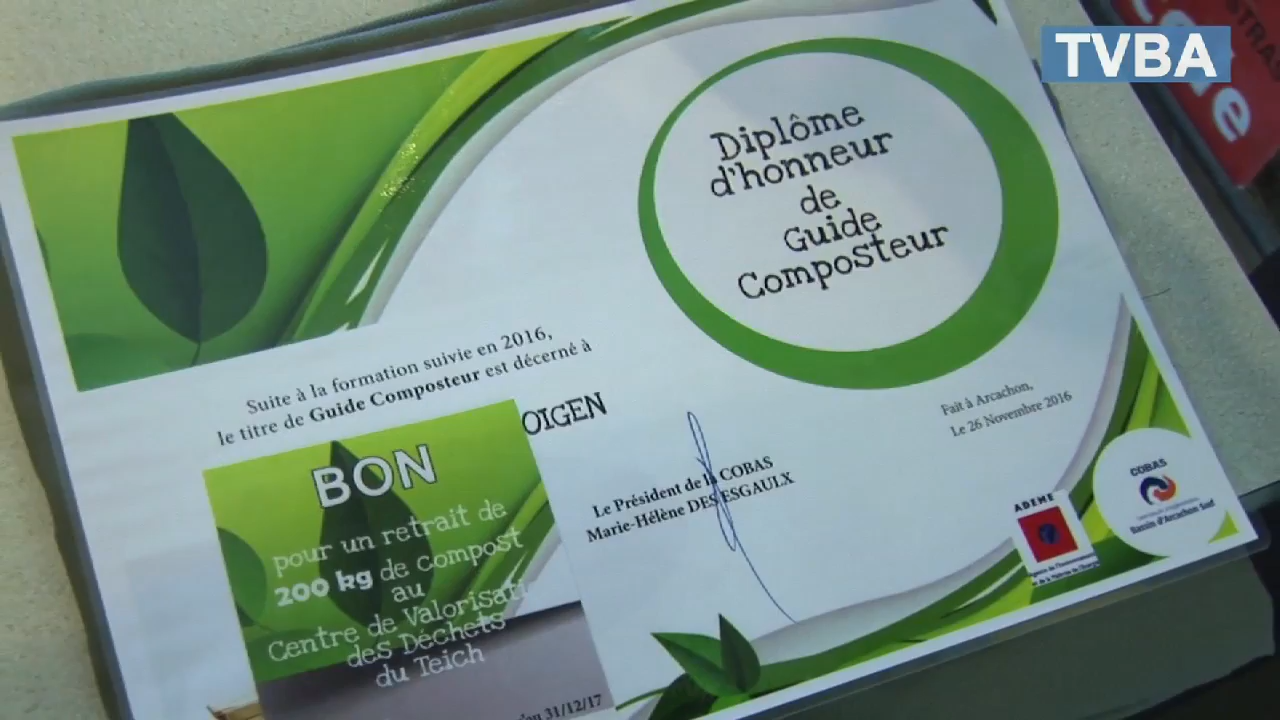 TVBA
Diplôme
d'honneur
de
Guide
Composteur
Suite à la formation suivie en 2016,
le titre de Guide Composteur est décerné à
OIGEN
Fait à Arcachon,
Le 26 Novembre 2016
Le Président de la COBAS
Marie-Hélène DES ESGAULX
BON
pour un retrait de
200 kg de compost
au
Centre de Valorisati
des Déchets
du Teich
31/12/17
ADEME
COBAS
Bassin d'Arcachon Sud